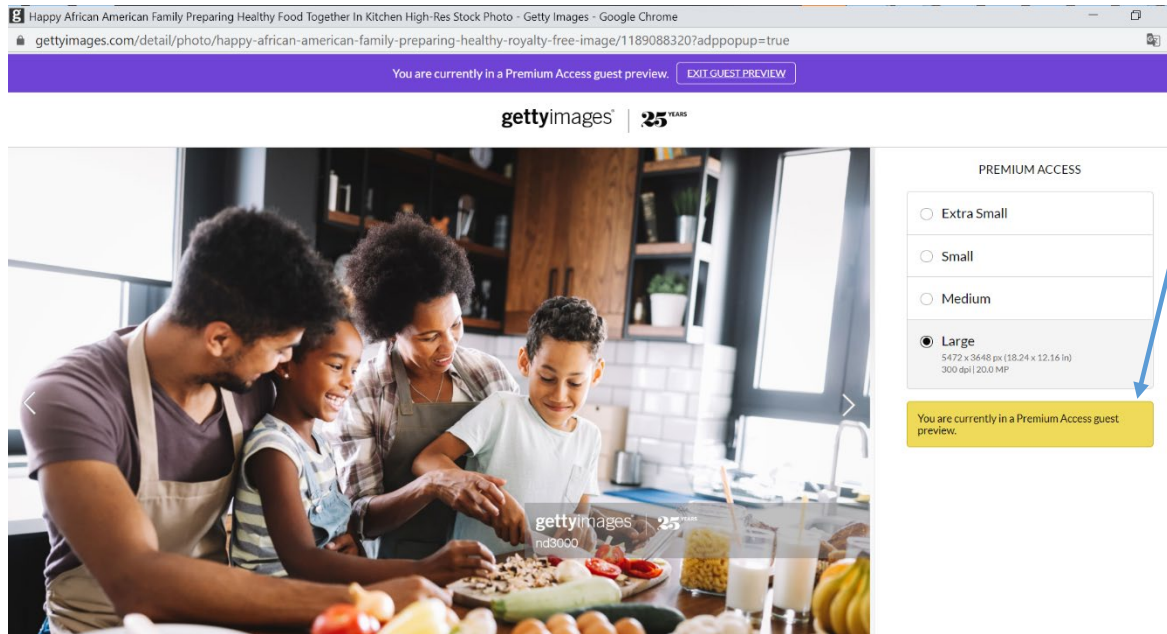 Happy African American Family Preparing Healthy Food Together In Kitchen High-Res Stock Photo - Getty Images - Google Chrome
gettyimages.com/detail/photo/happy-african-american-family-preparing-healthy-royalty-free-image/1189088320?adppopup=true
You are currently in a Premium Access guest preview. EXIT GUEST PREVIEW
gettyimages 25 YEARS
PREMIUM ACCESS
Extra Small
Small
Medium
Large
5472 x 3648 px (18.24 x 12.16 in)
300 dpi | 20.0 MP
You are currently in a Premium Access guest
preview.
gettyimages 25 YEARS
nd3000